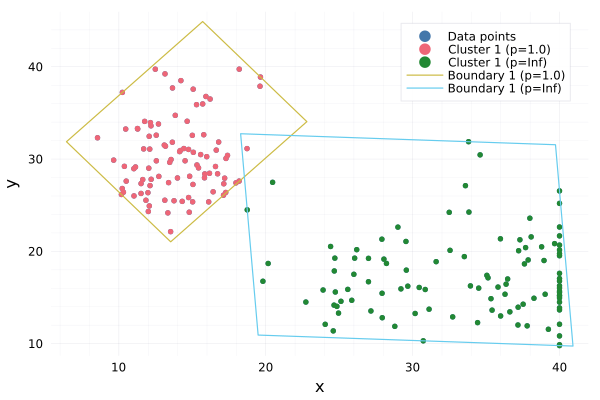 Data points
Cluster 1 (p=1.0)
Cluster 1 (p=Inf)
Boundary 1 (p=1.0)
Boundary 1 (p=Inf)
40
30
20
10
y
10
20
30
40
x